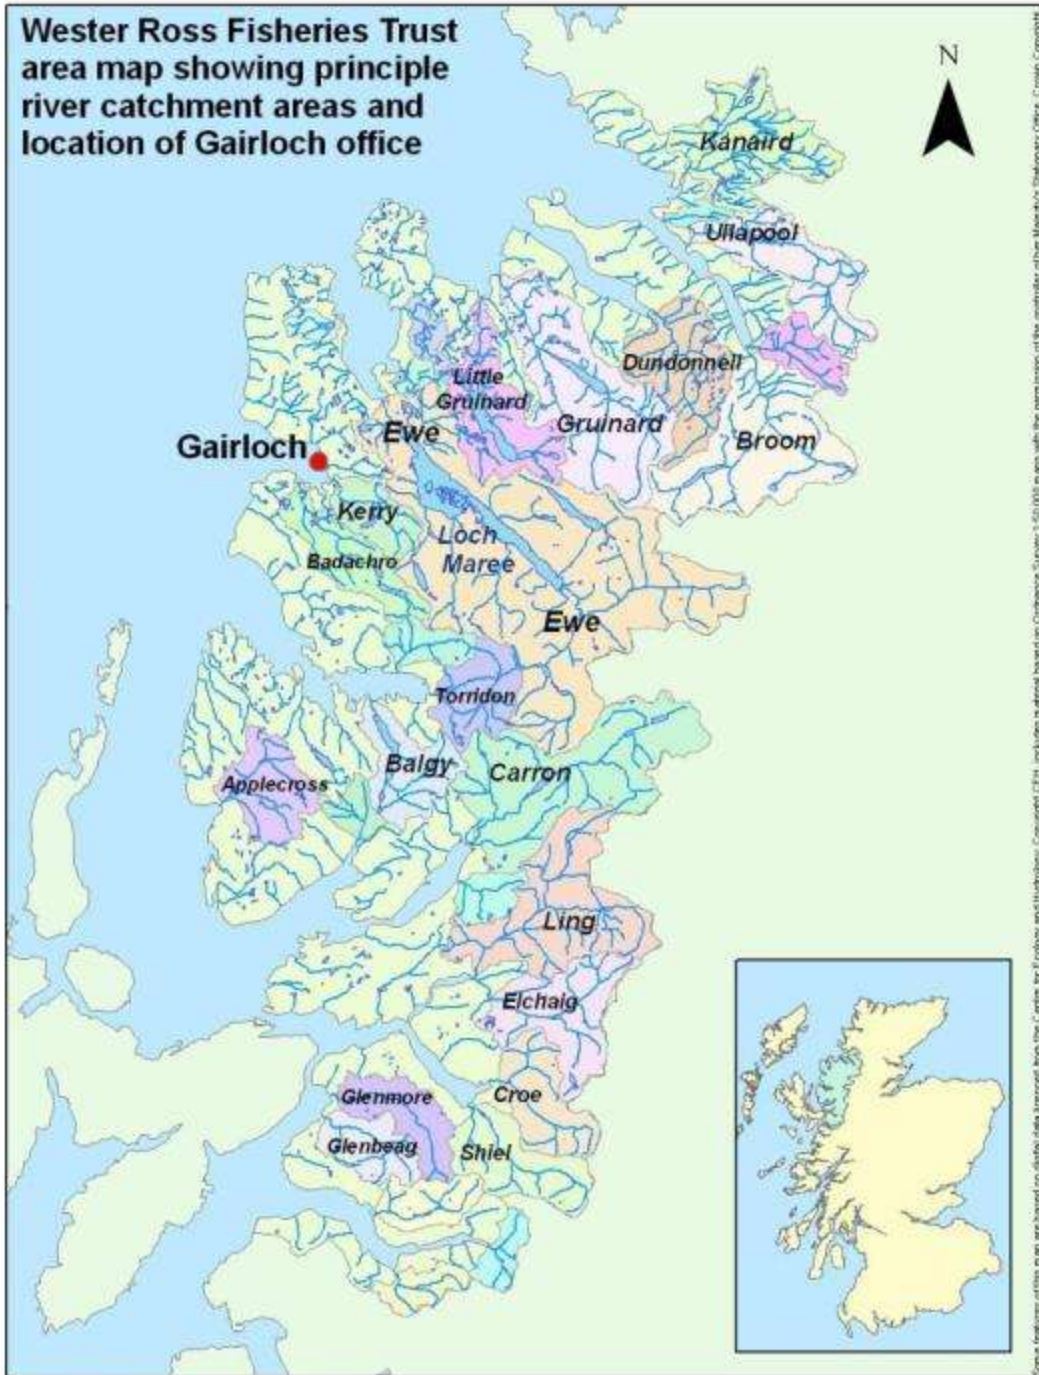 Wester Ross Fisheries Trust
area map showing principle
river catchment areas and
location of Gairloch office
N
Kanaird
Ullapool
Dundonnell
Little
Gruinard
Gruinard
Ewe
Broom
Gairloch
Kerry
Loch
Maree
Badachro
Ewe
Torridon
Balgy
Carron
Applecross
Ling
Elchaig
Glenmore
Croe
Glenbeag
Shiel